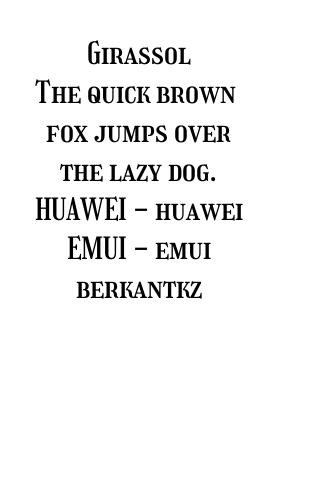 Girassol
The quick brown
fox jumps over
the lazy dog.
HUAWEI – huawei
EMUI – emui
berkantkz